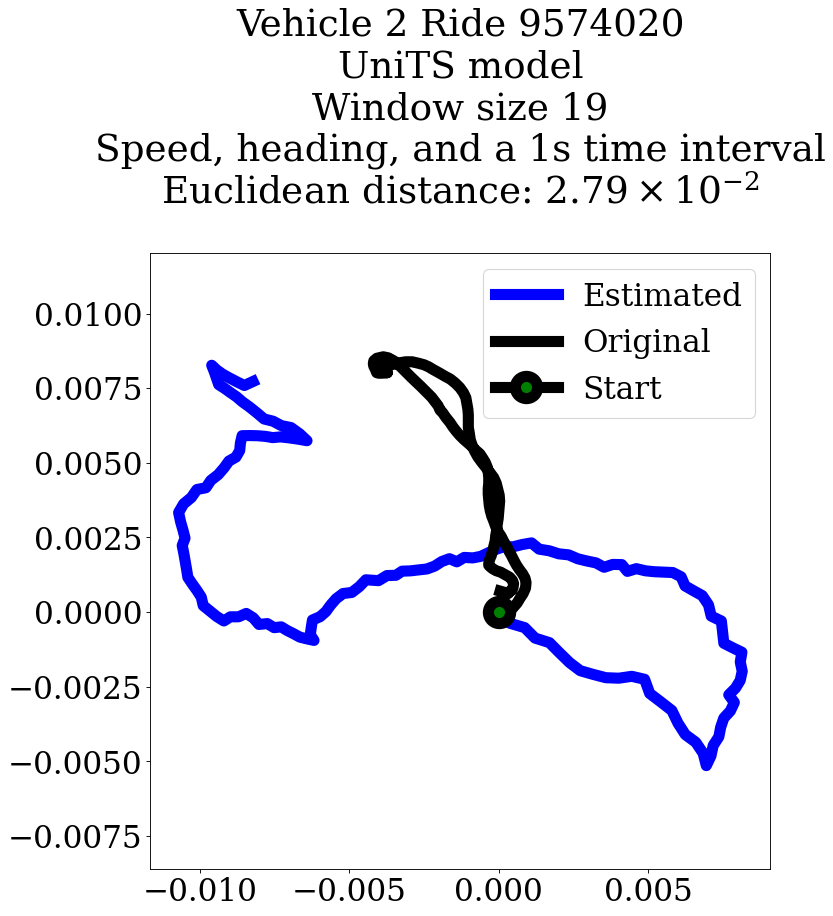 Vehicle 2 Ride 9574020
UniTS model
Window size 19
Speed, heading, and a 1s time interval
Euclidean distance: 2.79 × 10⁻²
Estimated
Original
Start
0.0100
0.0075
0.0050
0.0025
0.0000
−0.0025
−0.0050
−0.0075
−0.010 −0.005 0.000 0.005